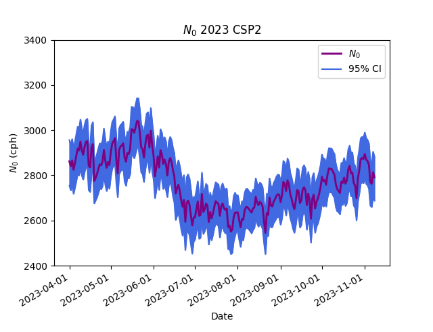 N₀ 2023 CSP2
N₀
95% CI
N₀ (cph)
3400
3200
3000
2800
2600
2400
2023-04-01
2023-05-01
2023-06-01
2023-07-01
2023-08-01
2023-09-01
2023-10-01
2023-11-01
Date